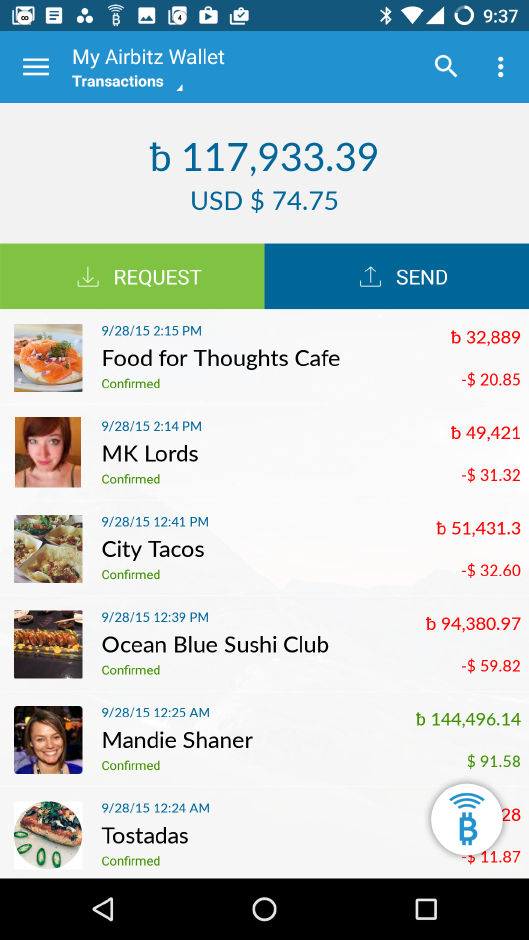 9:37
My Airbitz Wallet
Transactions
ƀ 117,933.39
USD $ 74.75
REQUEST
SEND
9/28/15 2:15 PM
Food for Thoughts Cafe
Confirmed
ƀ 32,889
-$ 20.85
9/28/15 2:14 PM
MK Lords
Confirmed
ƀ 49,421
-$ 31.32
9/28/15 12:41 PM
City Tacos
Confirmed
ƀ 51,431.3
-$ 32.60
9/28/15 12:39 PM
Ocean Blue Sushi Club
Confirmed
ƀ 94,380.97
-$ 59.82
9/28/15 12:25 AM
Mandie Shaner
Confirmed
ƀ 144,496.14
$ 91.58
9/28/15 12:24 AM
Tostadas
Confirmed
28
-$ 11.87